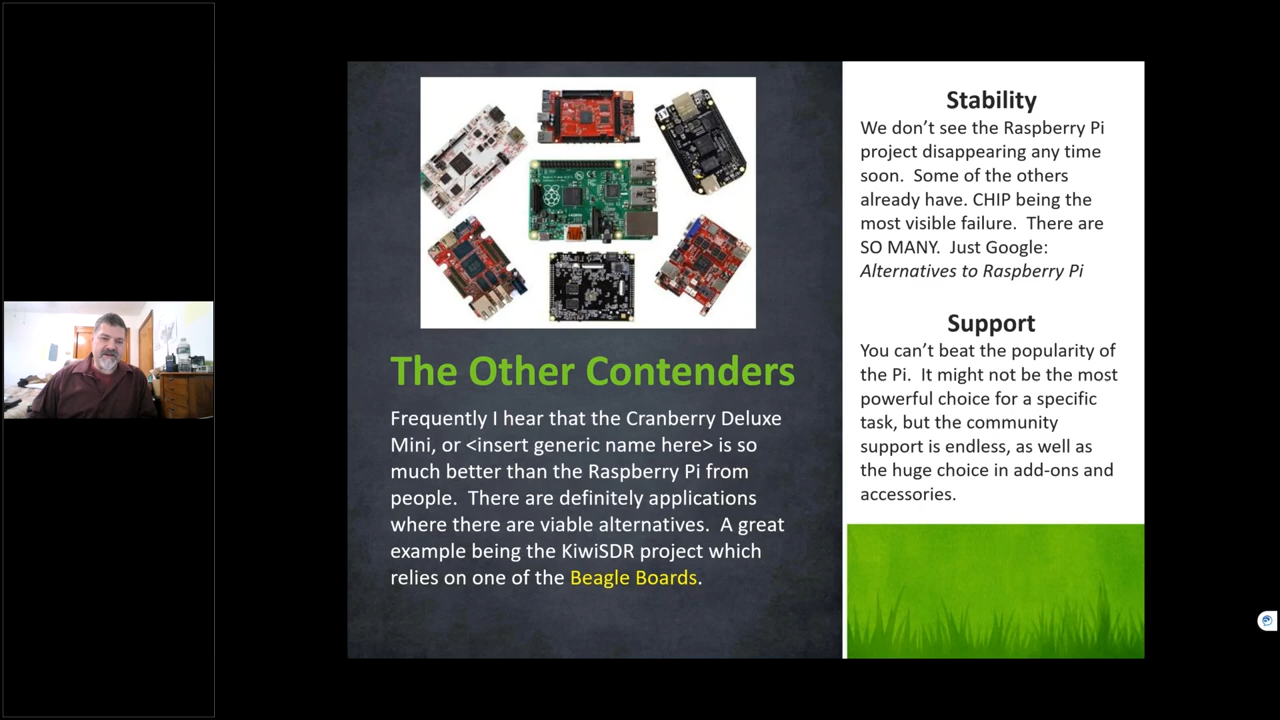 The Other Contenders
Frequently I hear that the Cranberry Deluxe
Mini, or <insert generic name here> is so
much better than the Raspberry Pi from
people.  There are definitely applications
where there are viable alternatives.  A great
example being the KiwiSDR project which
relies on one of the Beagle Boards.
Stability
We don't see the Raspberry Pi
project disappearing any time
soon.  Some of the others
already have. CHIP being the
most visible failure.  There are
SO MANY.  Just Google:
Alternatives to Raspberry Pi
Support
You can't beat the popularity of
the Pi.  It might not be the most
powerful choice for a specific
task, but the community
support is endless, as well as
the huge choice in add-ons and
accessories.